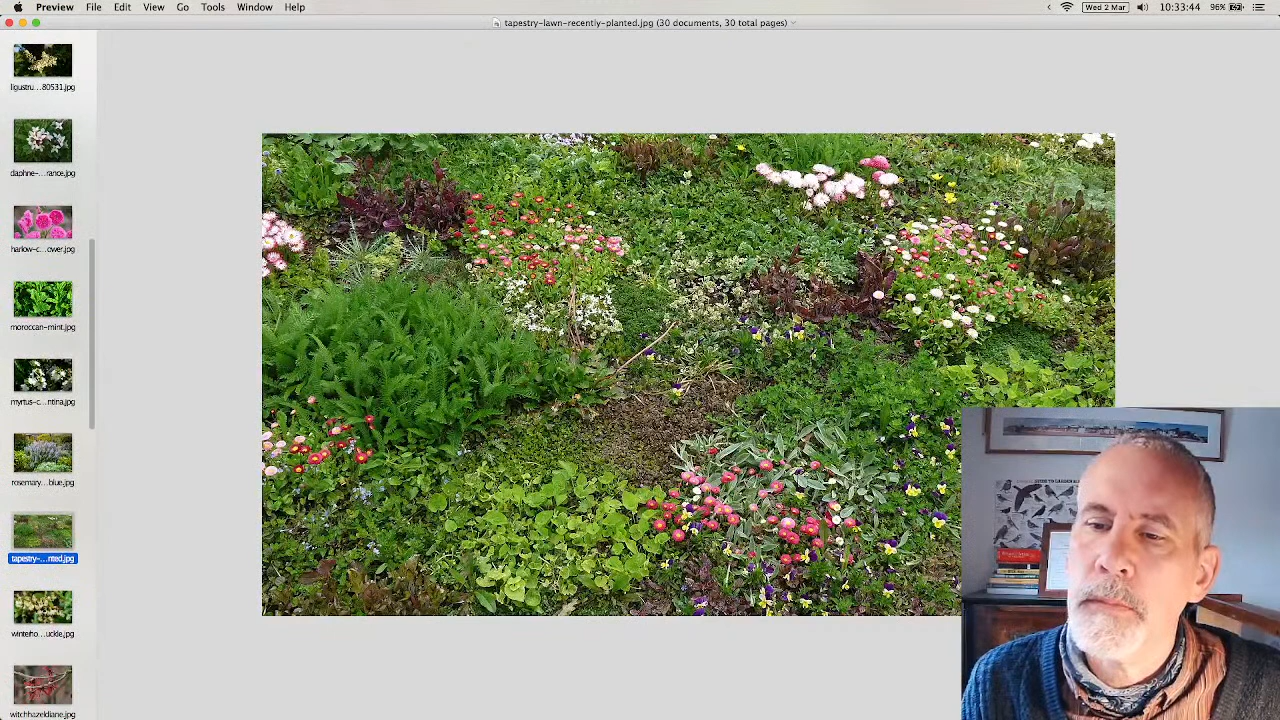 Preview File Edit View Go Tools Window Help
Wed 2 Mar 10:33:44 96%
tapestry-lawn-recently-planted.jpg (30 documents, 30 total pages)
ligustru...80531.jpg
daphne-...rance.jpg
harlow-c...ower.jpg
moroccan-mint.jpg
myrtus-c...ntina.jpg
rosemary...blue.jpg
tapestry-...nted.jpg
winterho...uckle.jpg
witchhazeldiane.jpg